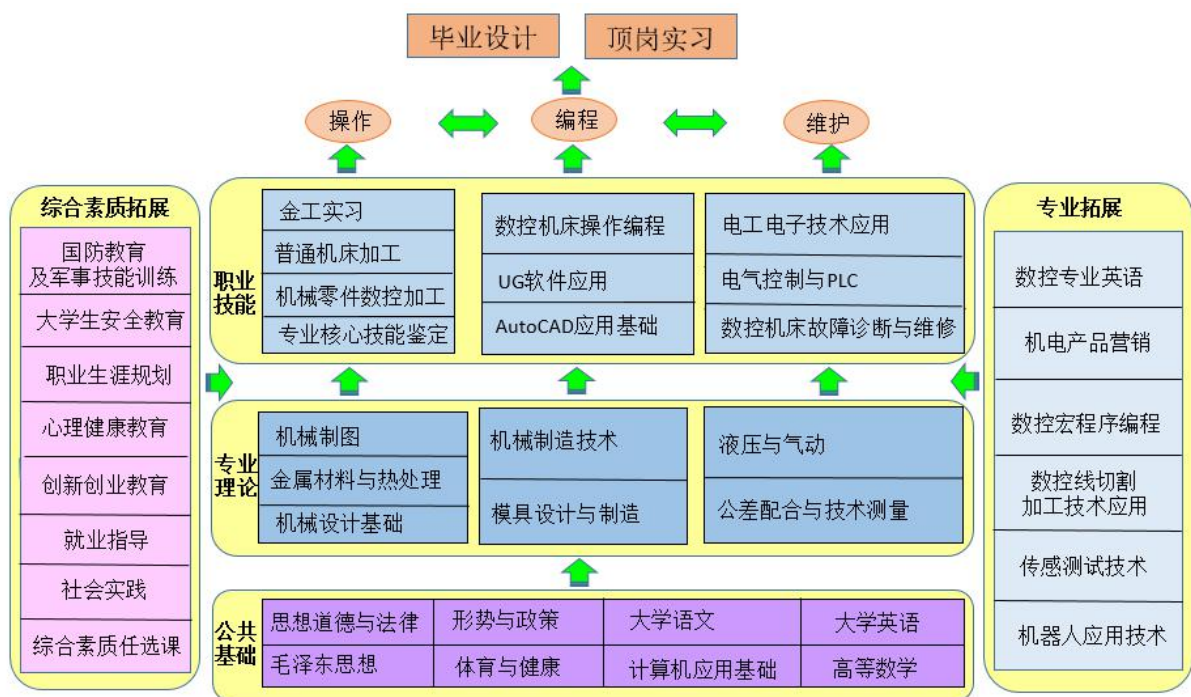 毕业设计
顶岗实习
操作
编程
维护
综合素质拓展
国防教育
及军事技能训练
大学生安全教育
职业生涯规划
心理健康教育
创新创业教育
就业指导
社会实践
综合素质任选课
职业
技能
金工实习
普通机床加工
机械零件数控加工
专业核心技能鉴定
数控机床操作编程
UG软件应用
AutoCAD应用基础
电工电子技术应用
电气控制与PLC
数控机床故障诊断与维修
专业
理论
机械制图
金属材料与热处理
机械设计基础
机械制造技术
模具设计与制造
液压与气动
公差配合与技术测量
公共
基础
思想道德与法律
形势与政策
大学语文
大学英语
毛泽东思想
体育与健康
计算机应用基础
高等数学
专业拓展
数控专业英语
机电产品营销
数控宏程序编程
数控线切割
加工技术应用
传感测试技术
机器人应用技术